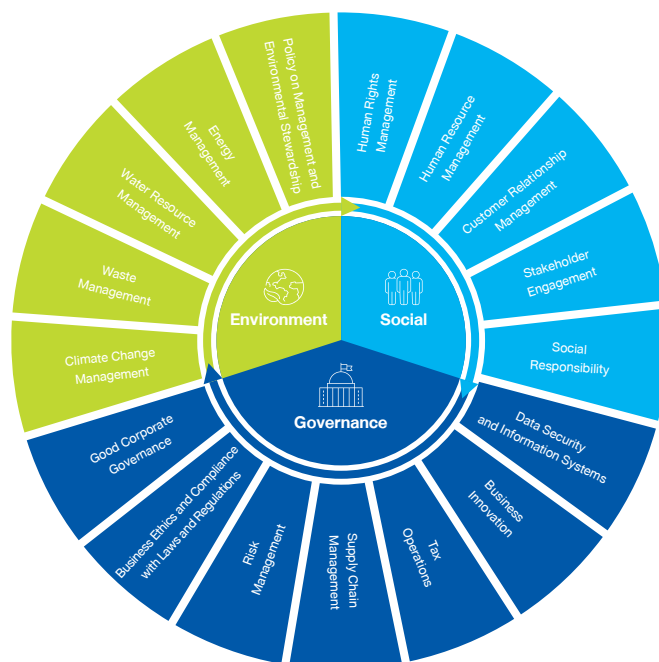 Policy on Management and
Environmental Stewardship
Human Rights
Management
Human Resource
Management
Customer Relationship
Management
Stakeholder
Engagement
Social
Responsibility
Data Security
and Information Systems
Business
Innovation
Tax
Operations
Supply Chain
Management
Risk
Management
Business Ethics and Compliance
with Laws and Regulations
Good Corporate
Governance
Climate Change
Management
Waste
Management
Water Resource
Management
Energy
Management
Environment
Social
Governance